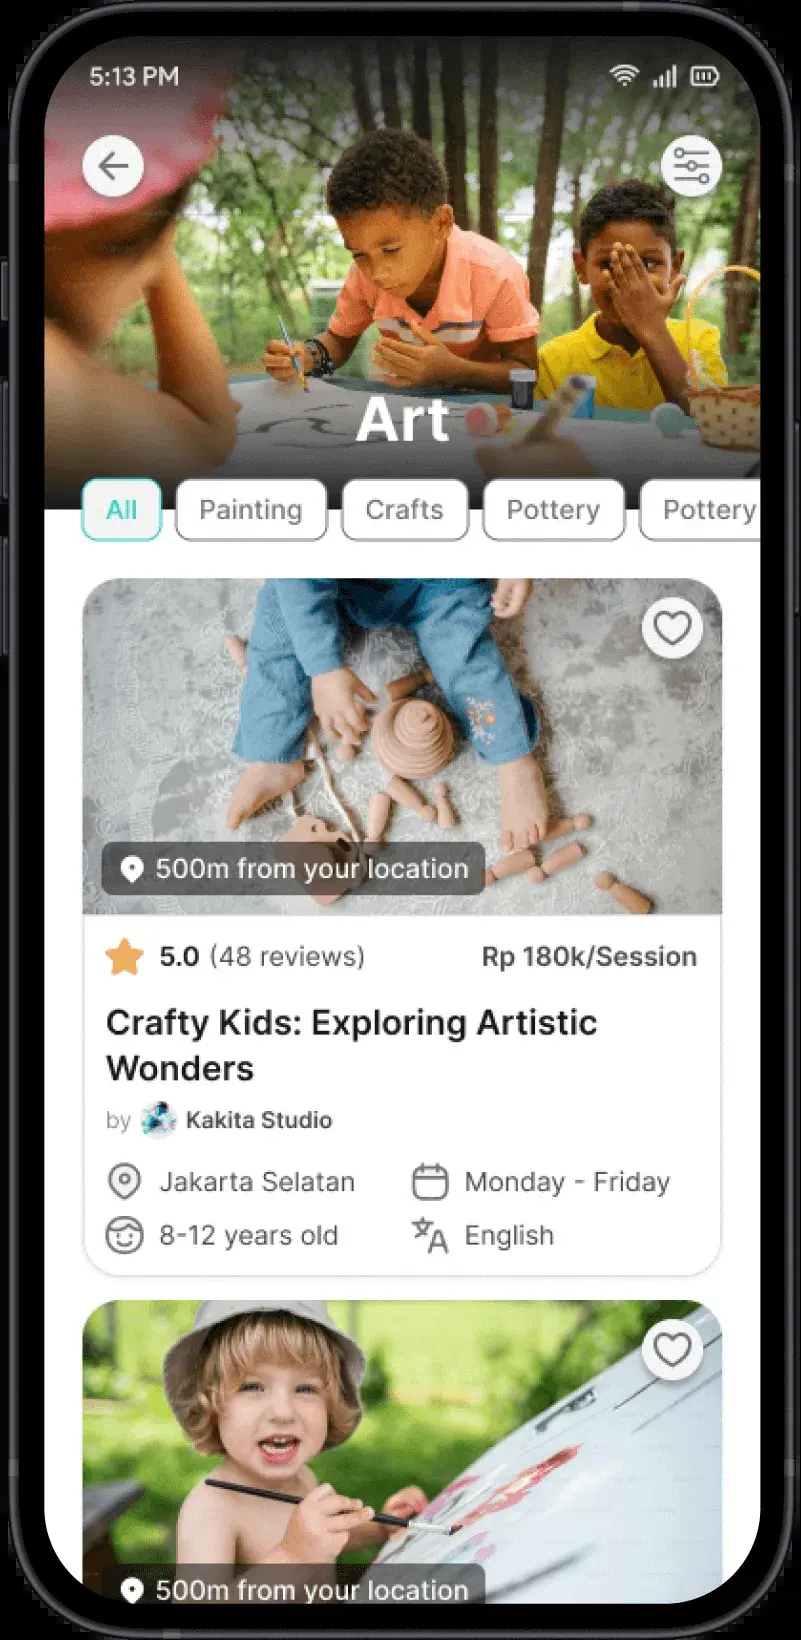 5:13 PM
Art
All
Painting
Crafts
Pottery
Pottery
500m from your location
5.0 (48 reviews)
Rp 180k/Session
Crafty Kids: Exploring Artistic
Wonders
by Kakita Studio
Jakarta Selatan
Monday - Friday
8-12 years old
English
500m from your location